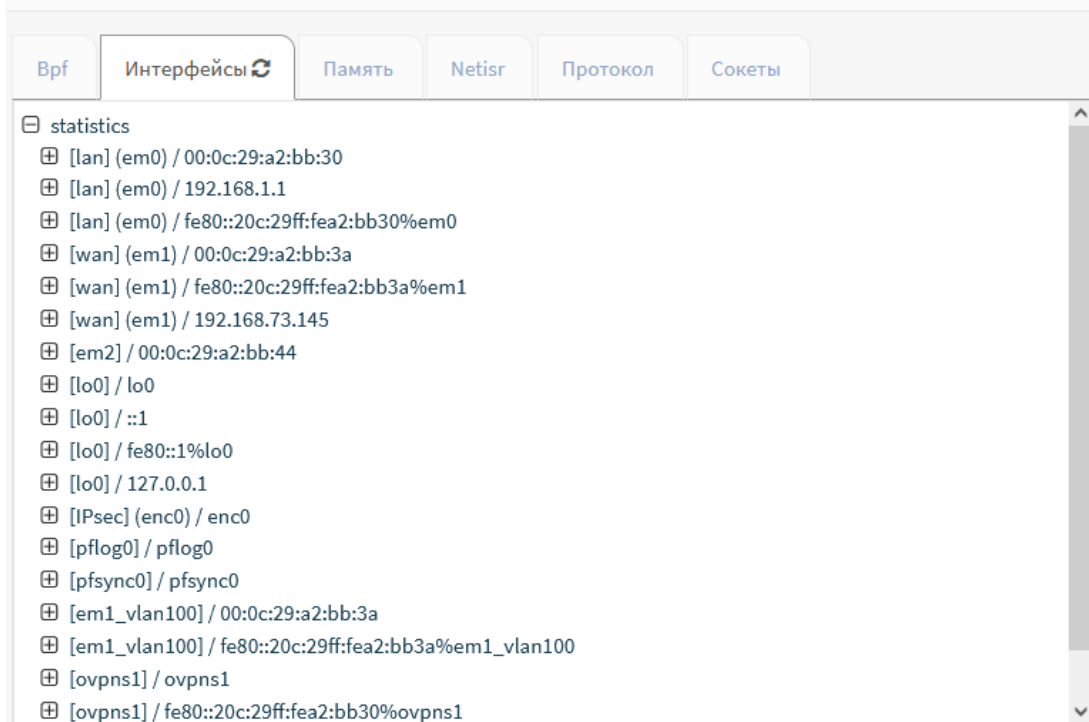 Bpf Интерфейсы Память Netisr Протокол Сокеты
statistics
[lan] (em0) / 00:0c:29:a2:bb:30
[lan] (em0) / 192.168.1.1
[lan] (em0) / fe80::20c:29ff:fea2:bb30%em0
[wan] (em1) / 00:0c:29:a2:bb:3a
[wan] (em1) / fe80::20c:29ff:fea2:bb3a%em1
[wan] (em1) / 192.168.73.145
[em2] / 00:0c:29:a2:bb:44
[lo0] / lo0
[lo0] / ::1
[lo0] / fe80::1%lo0
[lo0] / 127.0.0.1
[IPsec] (enc0) / enc0
[pflog0] / pflog0
[pfsync0] / pfsync0
[em1_vlan100] / 00:0c:29:a2:bb:3a
[em1_vlan100] / fe80::20c:29ff:fea2:bb3a%em1_vlan100
[ovpns1] / ovpns1
[ovpns1] / fe80::20c:29ff:fea2:bb30%ovpns1